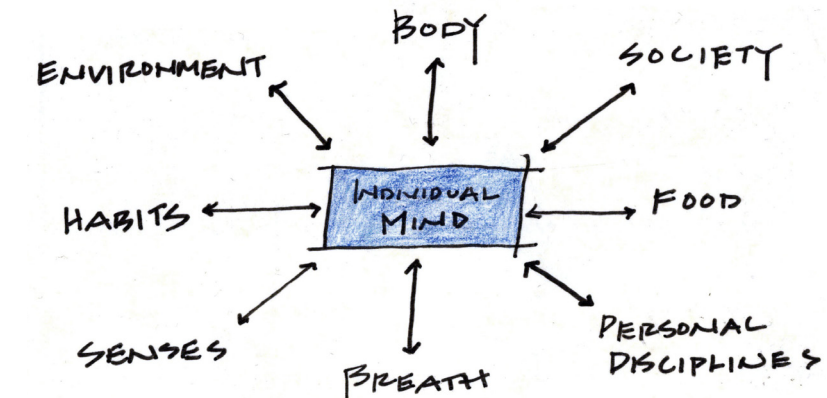 BODY
SOCIETY
ENVIRONMENT
INDIVIDUAL
MIND
HABITS
FOOD
SENSES
BREATH
PERSONAL
DISCIPLINES